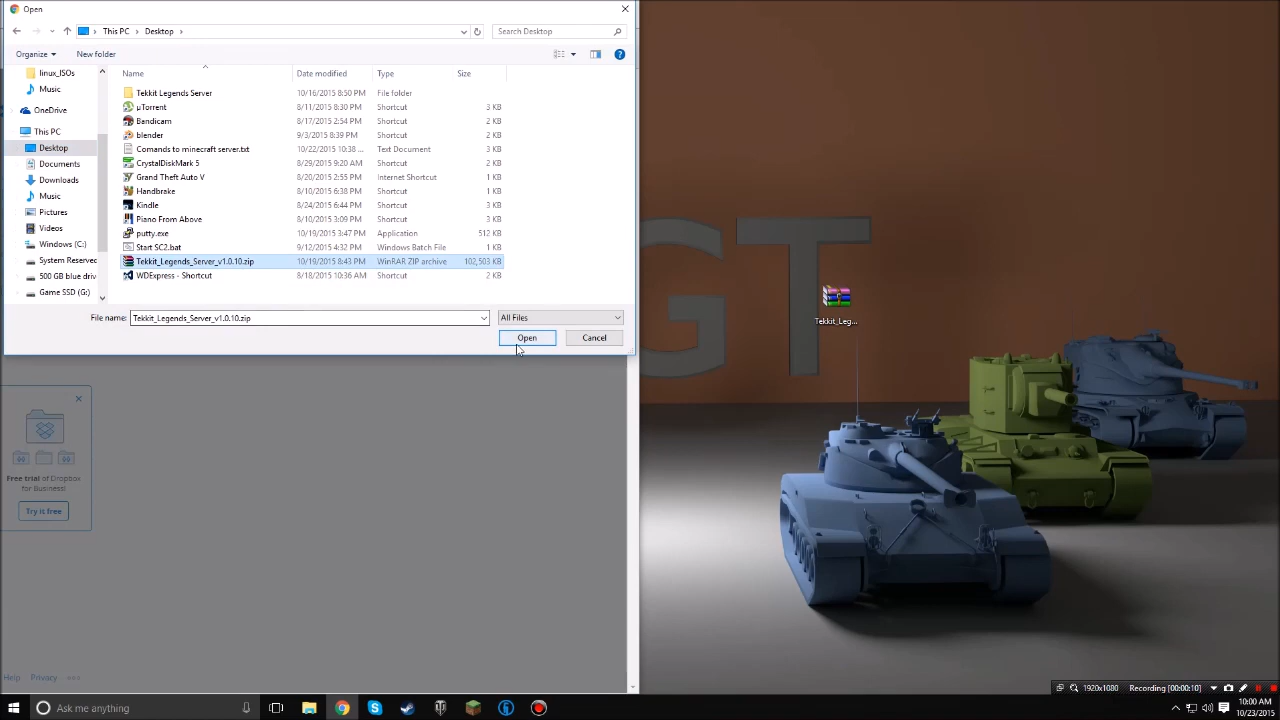 Open
This PC
Desktop
Search Desktop
Organize
New folder
Name
Date modified
Type
Size
linux_ISOs
Music
OneDrive
This PC
Desktop
Documents
Downloads
Music
Pictures
Videos
Windows (C:)
System Reserved
500 GB blue driv
Game SSD (G:)
Tekkit Legends Server 10/16/2015 8:50 PM File folder
µTorrent 8/11/2015 8:30 PM Shortcut 3 KB
Bandicam 8/17/2015 2:54 PM Shortcut 2 KB
blender 9/3/2015 8:39 PM Shortcut 2 KB
Comands to minecraft server.txt 10/22/2015 10:38 ... Text Document 3 KB
CrystalDiskMark 5 8/29/2015 9:20 AM Shortcut 2 KB
Grand Theft Auto V 8/20/2015 2:55 PM Internet Shortcut 1 KB
Handbrake 8/10/2015 6:38 PM Shortcut 1 KB
Kindle 8/24/2015 6:44 PM Shortcut 3 KB
Piano From Above 8/10/2015 3:09 PM Shortcut 3 KB
putty.exe 10/19/2015 3:47 PM Application 512 KB
Start SC2.bat 9/12/2015 4:32 PM Windows Batch File 1 KB
Tekkit_Legends_Server_v1.0.10.zip 10/19/2015 8:43 PM WinRAR ZIP archive 102,503 KB
WDExpress - Shortcut 8/18/2015 10:36 AM Shortcut 2 KB
File name: Tekkit_Legends_Server_v1.0.10.zip All Files
Open Cancel
Free trial of Dropbox
for Business!
Try it free
Help Privacy
GT
Tekkit_Leg...
1920x1080 Recording [00:00:10]
Ask me anything
10:00 AM
10/23/2015